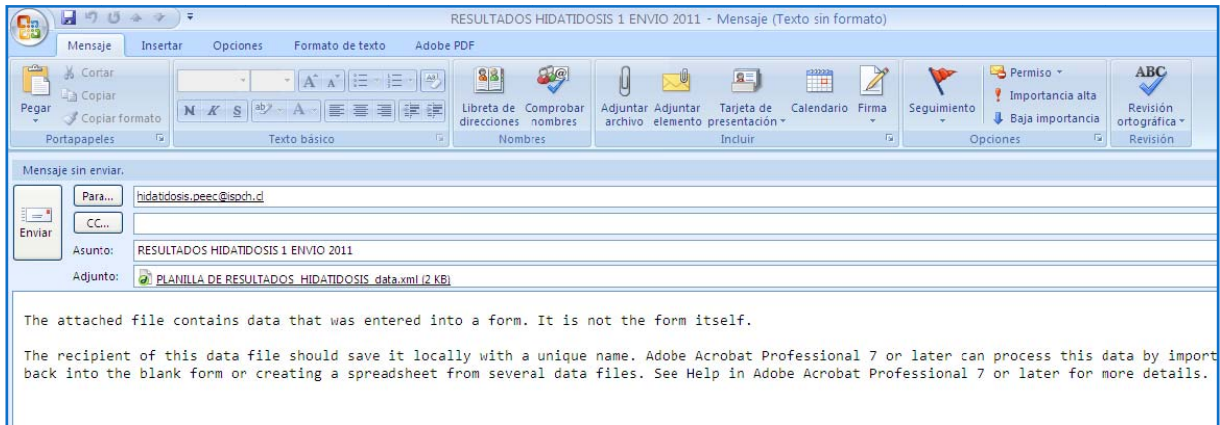 RESULTADOS HIDATIDOSIS 1 ENVIO 2011 - Mensaje (Texto sin formato)
Mensaje Insertar Opciones Formato de texto Adobe PDF
Pegar
Cortar
Copiar
Copiar formato
Portapapeles
N K S
Texto básico
Libreta de direcciones
Comprobar nombres
Nombres
Adjuntar archivo
Adjuntar elemento
Tarjeta de presentación
Calendario
Firma
Incluir
Seguimiento
Permiso
Importancia alta
Baja importancia
Opciones
ABC
Revisión ortográfica
Revisión
Mensaje sin enviar.
Enviar
Para... hidatidosis.peec@ispch.cl
CC...
Asunto: RESULTADOS HIDATIDOSIS 1 ENVIO 2011
Adjunto: PLANILLA DE RESULTADOS HIDATIDOSIS data.xml (2 KB)
The attached file contains data that was entered into a form. It is not the form itself.
The recipient of this data file should save it locally with a unique name. Adobe Acrobat Professional 7 or later can process this data by import
back into the blank form or creating a spreadsheet from several data files. See Help in Adobe Acrobat Professional 7 or later for more details.